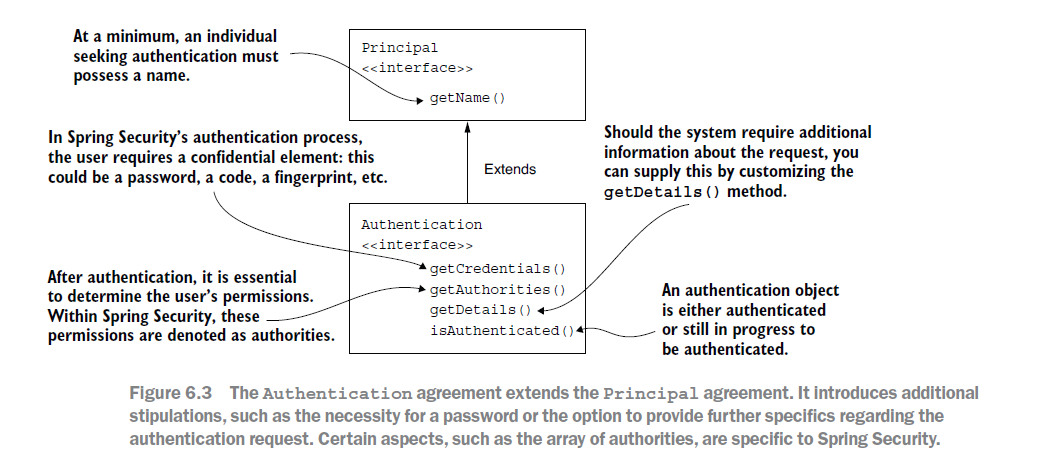 At a minimum, an individual
seeking authentication must
possess a name.
Principal
<<interface>>
getName()
In Spring Security's authentication process,
the user requires a confidential element: this
could be a password, a code, a fingerprint, etc.
Extends
Should the system require additional
information about the request, you
can supply this by customizing the
getDetails() method.
Authentication
<<interface>>
getCredentials()
getAuthorities()
getDetails()
isAuthenticated()
After authentication, it is essential
to determine the user's permissions.
Within Spring Security, these
permissions are denoted as authorities.
An authentication object
is either authenticated
or still in progress to
be authenticated.
Figure 6.3 The Authentication agreement extends the Principal agreement. It introduces additional
stipulations, such as the necessity for a password or the option to provide further specifics regarding the
authentication request. Certain aspects, such as the array of authorities, are specific to Spring Security.